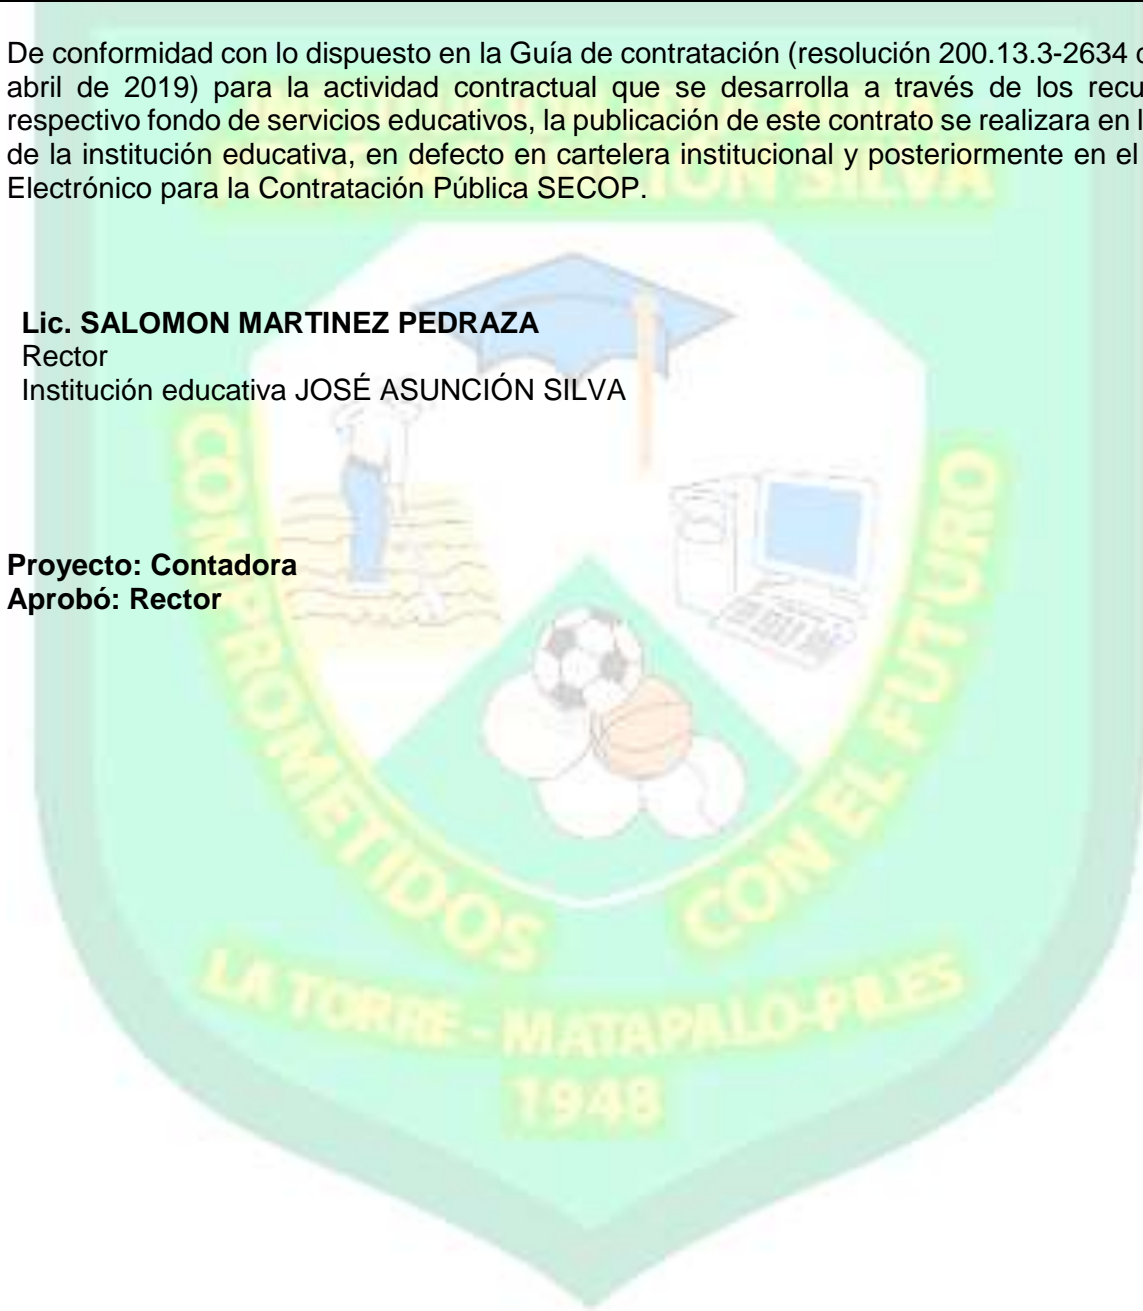 De conformidad con lo dispuesto en la Guía de contratación (resolución 200.13.3-2634
abril de 2019) para la actividad contractual que se desarrolla a través de los
respectivo fondo de servicios educativos, la publicación de este contrato se realizara en
de la institución educativa, en defecto en cartelera institucional y posteriormente en el
Electrónico para la Contratación Pública SECOP.
ASUNCION SILVA
Lic. SALOMON MARTINEZ PEDRAZA
Rector
Institución educativa JOSÉ ASUNCIÓN SILVA
Proyecto: Contadora
Aprobó: Rector
COMPROMETIDOS CON EL FUTURO
LA TORRE - MATAPALO-PILES
1948